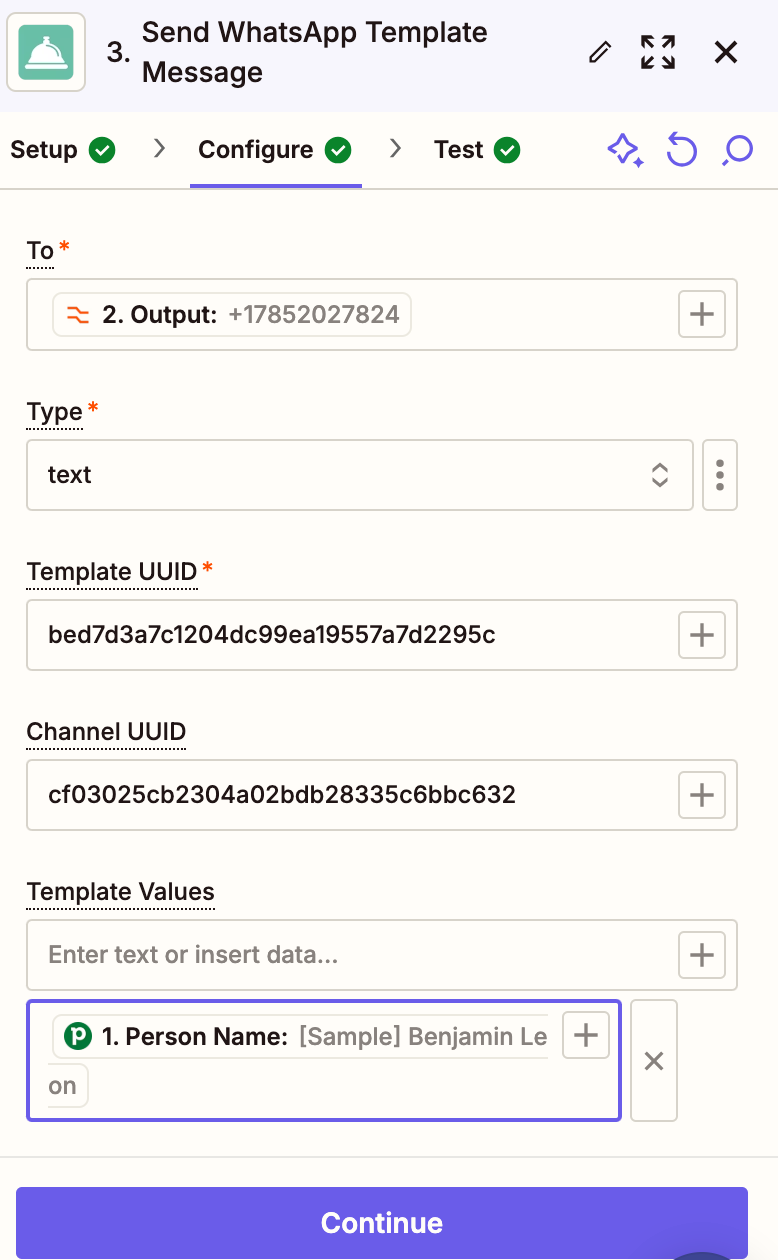 3. Send WhatsApp Template
Message
Setup Configure Test
To *
2. Output: +17852027824
Type *
text
Template UUID *
bed7d3a7c1204dc99ea19557a7d2295c
Channel UUID
cf03025cb2304a02bdb28335c6bbc632
Template Values
Enter text or insert data...
1. Person Name: [Sample] Benjamin Le
on
Continue